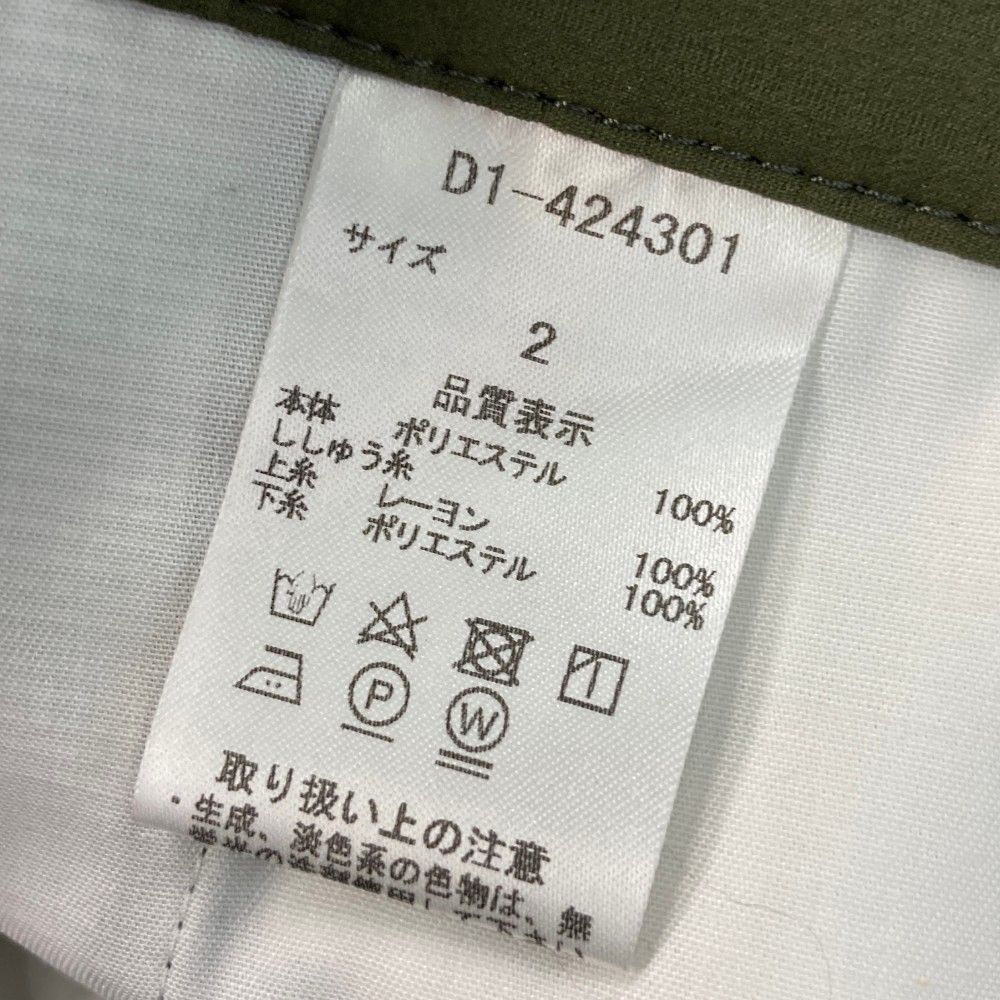 D1-424301
サイズ
2
品質表示
本体 ポリエステル 100%
ししゅう糸
上糸 レーヨン 100%
下糸 ポリエステル 100%
P
W
取り扱い上の注意
・生成、淡色系の色物は、